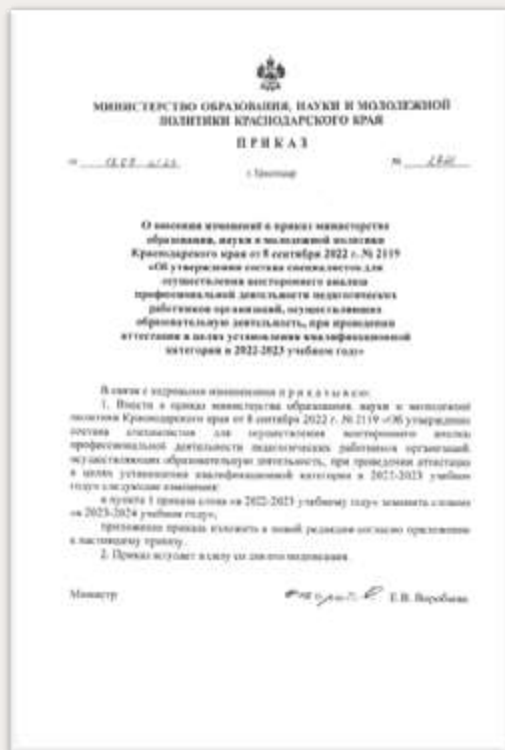 МИНИСТЕРСТВО ОБРАЗОВАНИЯ, НАУКИ И МОЛОДЕЖНОЙ
ПОЛИТИКИ КРАСНОДАРСКОГО КРАЯ
ПРИКАЗ
от
№
г. Краснодар
О внесении изменений в приказ министерства
образования, науки и молодежной политики
Краснодарского края от 8 сентября 2022 г. № 2119
«Об утверждении состава специалистов для
осуществления всестороннего анализа
профессиональной деятельности педагогических
работников организаций, осуществляющих
образовательную деятельность, при проведении
аттестации в целях установления квалификационной
категории в 2022-2023 учебном году»
В связи с кадровыми изменениями п р и к а з ы в а ю:
1. Внести в приказ министерства образования, науки и молодежной
политики Краснодарского края от 8 сентября 2022 г. № 2119 «Об утверждении
состава специалистов для осуществления всестороннего анализа
профессиональной деятельности педагогических работников организаций,
осуществляющих образовательную деятельность, при проведении аттестации
в целях установления квалификационной категории в 2022-2023 учебном
году» следующие изменения:
в пункте 1 приказа слова «в 2022-2023 учебному году» заменить словами
«в 2023-2024 учебном году»;
приложение приказа изложить в новой редакции согласно приложению
к настоящему приказу.
2. Приказ вступает в силу со дня его подписания.
Министр
Е.В. Воробьева